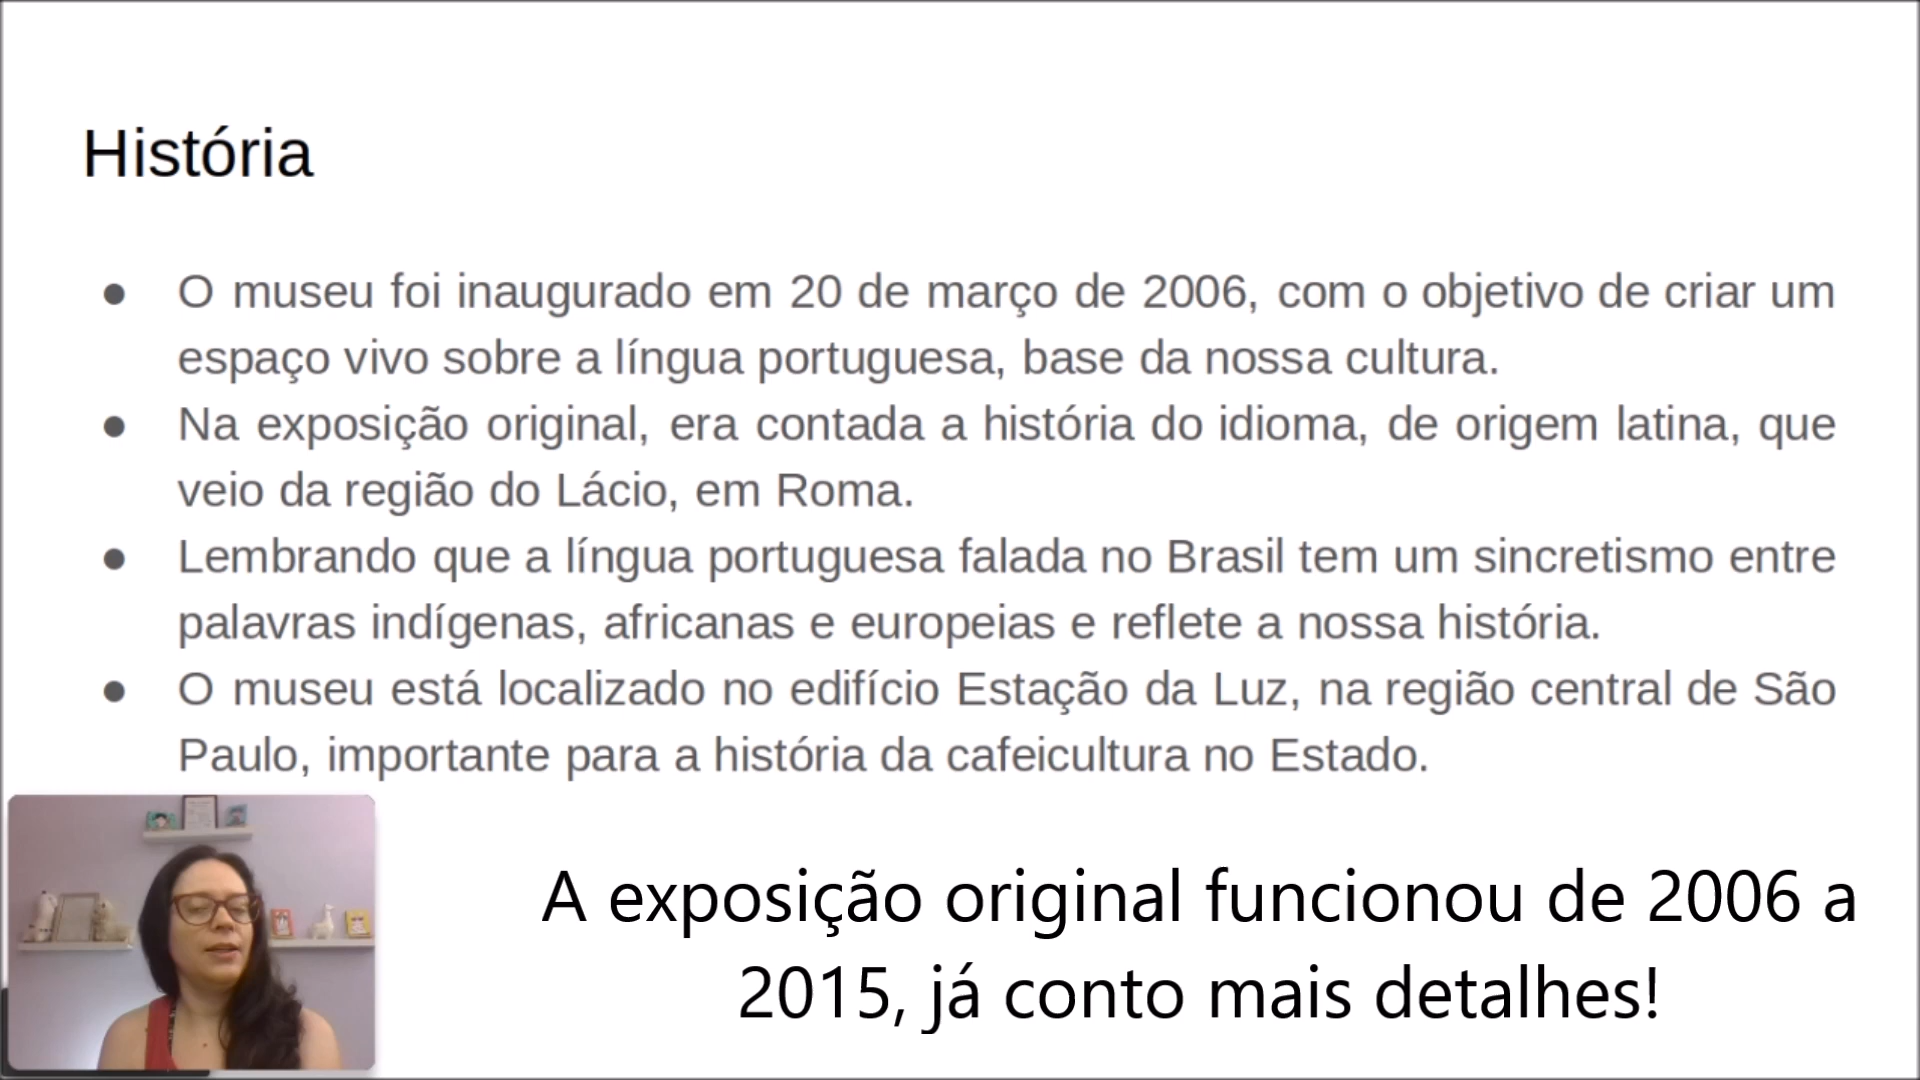 História
● O museu foi inaugurado em 20 de março de 2006, com o objetivo de criar um
espaço vivo sobre a língua portuguesa, base da nossa cultura.
● Na exposição original, era contada a história do idioma, de origem latina, que
veio da região do Lácio, em Roma.
● Lembrando que a língua portuguesa falada no Brasil tem um sincretismo entre
palavras indígenas, africanas e europeias e reflete a nossa história.
● O museu está localizado no edifício Estação da Luz, na região central de São
Paulo, importante para a história da cafeicultura no Estado.
A exposição original funcionou de 2006 a
2015, já conto mais detalhes!